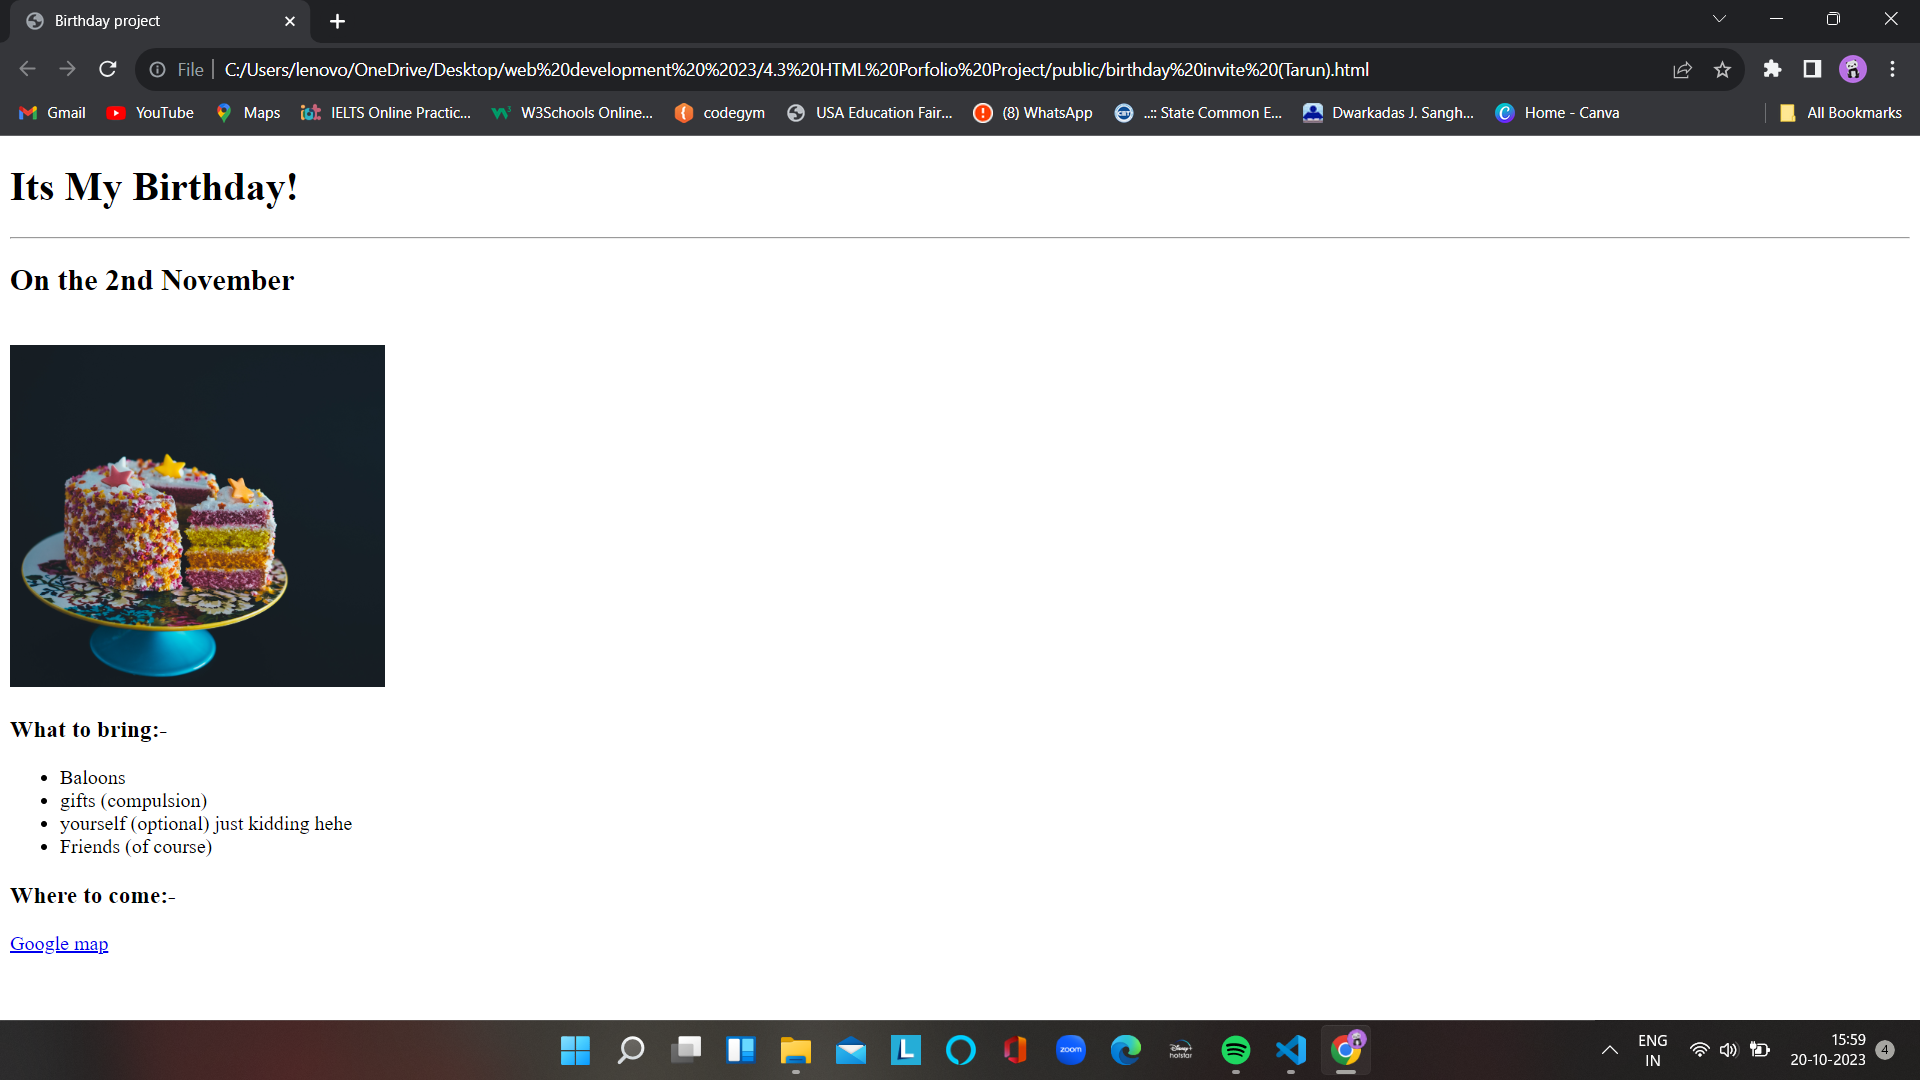 Birthday project
File
C:/Users/lenovo/OneDrive/Desktop/web%20development%20%2023/4.3%20HTML%20Porfolio%20Project/public/birthday%20invite%20(Tarun).html
Gmail YouTube Maps IELTS Online Practic... W3Schools Online... codegym USA Education Fair... (8) WhatsApp ..:: State Common E... Dwarkadas J. Sangh... Home - Canva All Bookmarks
Its My Birthday!
On the 2nd November
What to bring:-
Baloons
gifts (compulsion)
yourself (optional) just kidding hehe
Friends (of course)
Where to come:-
Google map
L zoom Disney+ hotstar
ENG
IN
15:59
20-10-2023
4